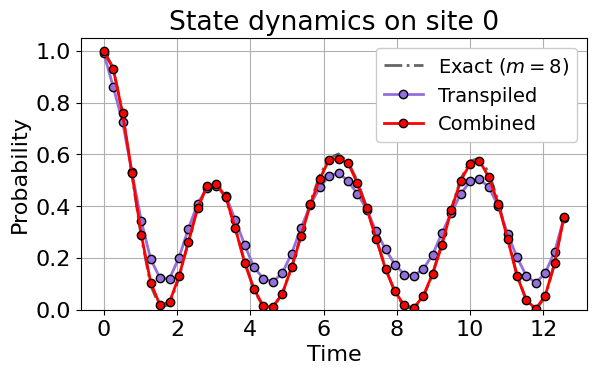 State dynamics on site 0
Exact (m = 8)
Transpiled
Combined
Probability
1.0
0.8
0.6
0.4
0.2
0.0
0 2 4 6 8 10 12
Time